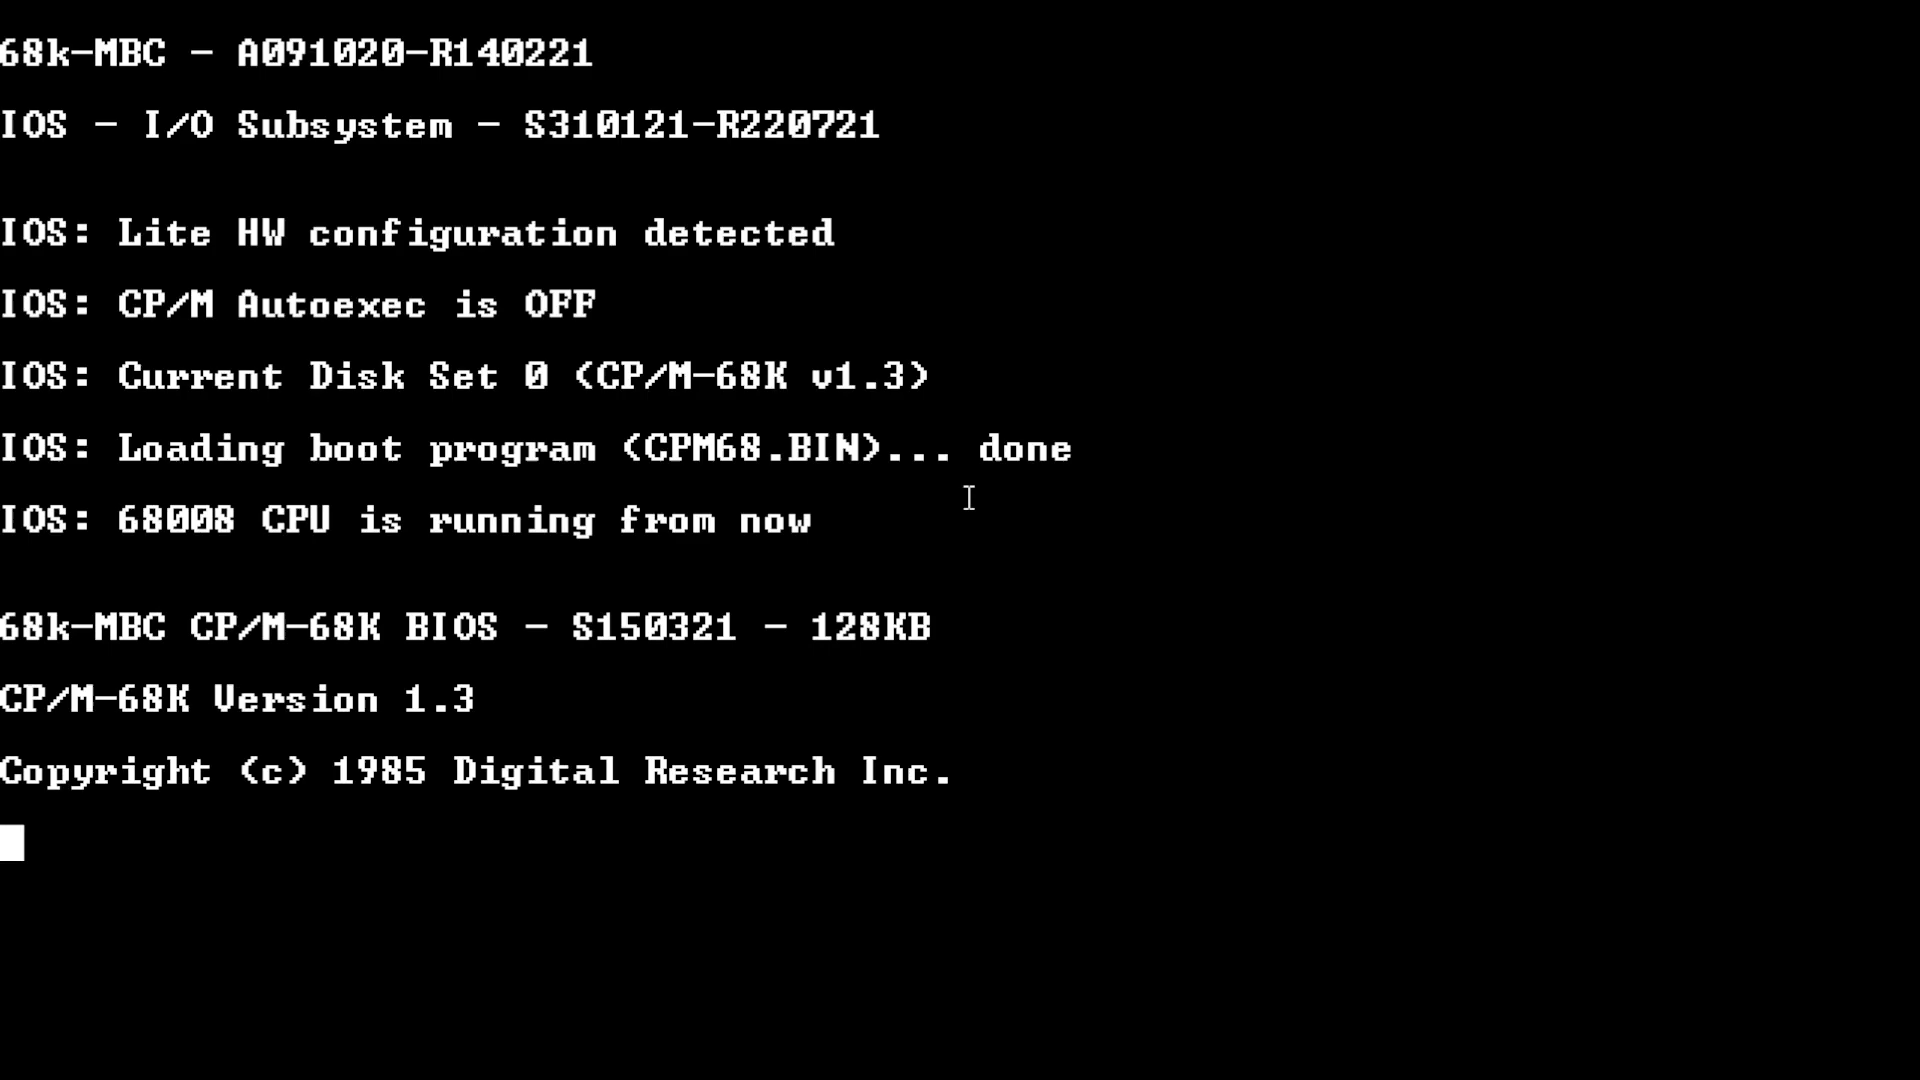 68k-MBC - A091020-R140221
IOS - I/O Subsystem - S310121-R220721
IOS: Lite HW configuration detected
IOS: CP/M Autoexec is OFF
IOS: Current Disk Set 0 (CP/M-68K v1.3)
IOS: Loading boot program (CPM68.BIN)... done
IOS: 68008 CPU is running from now
68k-MBC CP/M-68K BIOS - S150321 - 128KB
CP/M-68K Version 1.3
Copyright (c) 1985 Digital Research Inc.